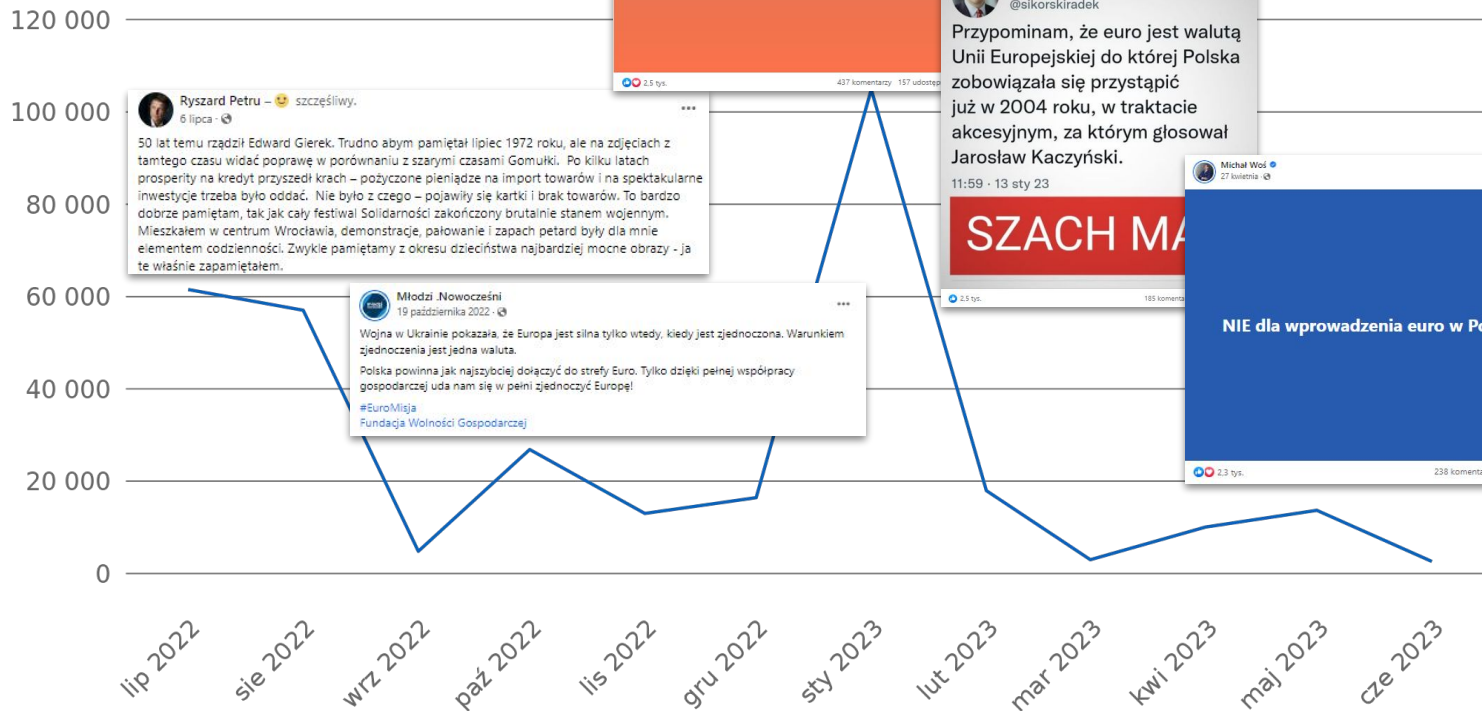 120 000
100 000
80 000
60 000
40 000
20 000
0
2,5 tys.
437 komentarzy 157 udostęp
@sikorskiradek
Przypominam, że euro jest walutą
Unii Europejskiej do której Polska
zobowiązała się przystąpić
już w 2004 roku, w traktacie
akcesyjnym, za którym głosował
Jarosław Kaczyński.
11:59 · 13 sty 23
SZACH MA
2,5 tys.
185 komenta
Ryszard Petru – szczęśliwy.
6 lipca ·
50 lat temu rządził Edward Gierek. Trudno abym pamiętał lipiec 1972 roku, ale na zdjęciach z
tamtego czasu widać poprawę w porównaniu z szarymi czasami Gomułki. Po kilku latach
prosperity na kredyt przyszedł krach – pożyczone pieniądze na import towarów i na spektakularne
inwestycje trzeba było oddać. Nie było z czego – pojawiły się kartki i brak towarów. To bardzo
dobrze pamiętam, tak jak cały festiwal Solidarności zakończony brutalnie stanem wojennym.
Mieszkałem w centrum Wrocławia, demonstracje, pałowanie i zapach petard były dla mnie
elementem codzienności. Zwykle pamiętamy z okresu dzieciństwa najbardziej mocne obrazy - ja
te właśnie zapamiętałem.
Młodzi .Nowocześni
19 października 2022 ·
Wojna w Ukrainie pokazała, że Europa jest silna tylko wtedy, kiedy jest zjednoczona. Warunkiem
zjednoczenia jest jedna waluta.
Polska powinna jak najszybciej dołączyć do strefy Euro. Tylko dzięki pełnej współpracy
gospodarczej uda nam się w pełni zjednoczyć Europę!
#EuroMisja
Fundacja Wolności Gospodarczej
Michał Woś
27 kwietnia ·
NIE dla wprowadzenia euro w Po
2,3 tys.
238 komenta
lip 2022
sie 2022
wrz 2022
paź 2022
lis 2022
gru 2022
sty 2023
lut 2023
mar 2023
kwi 2023
maj 2023
cze 2023